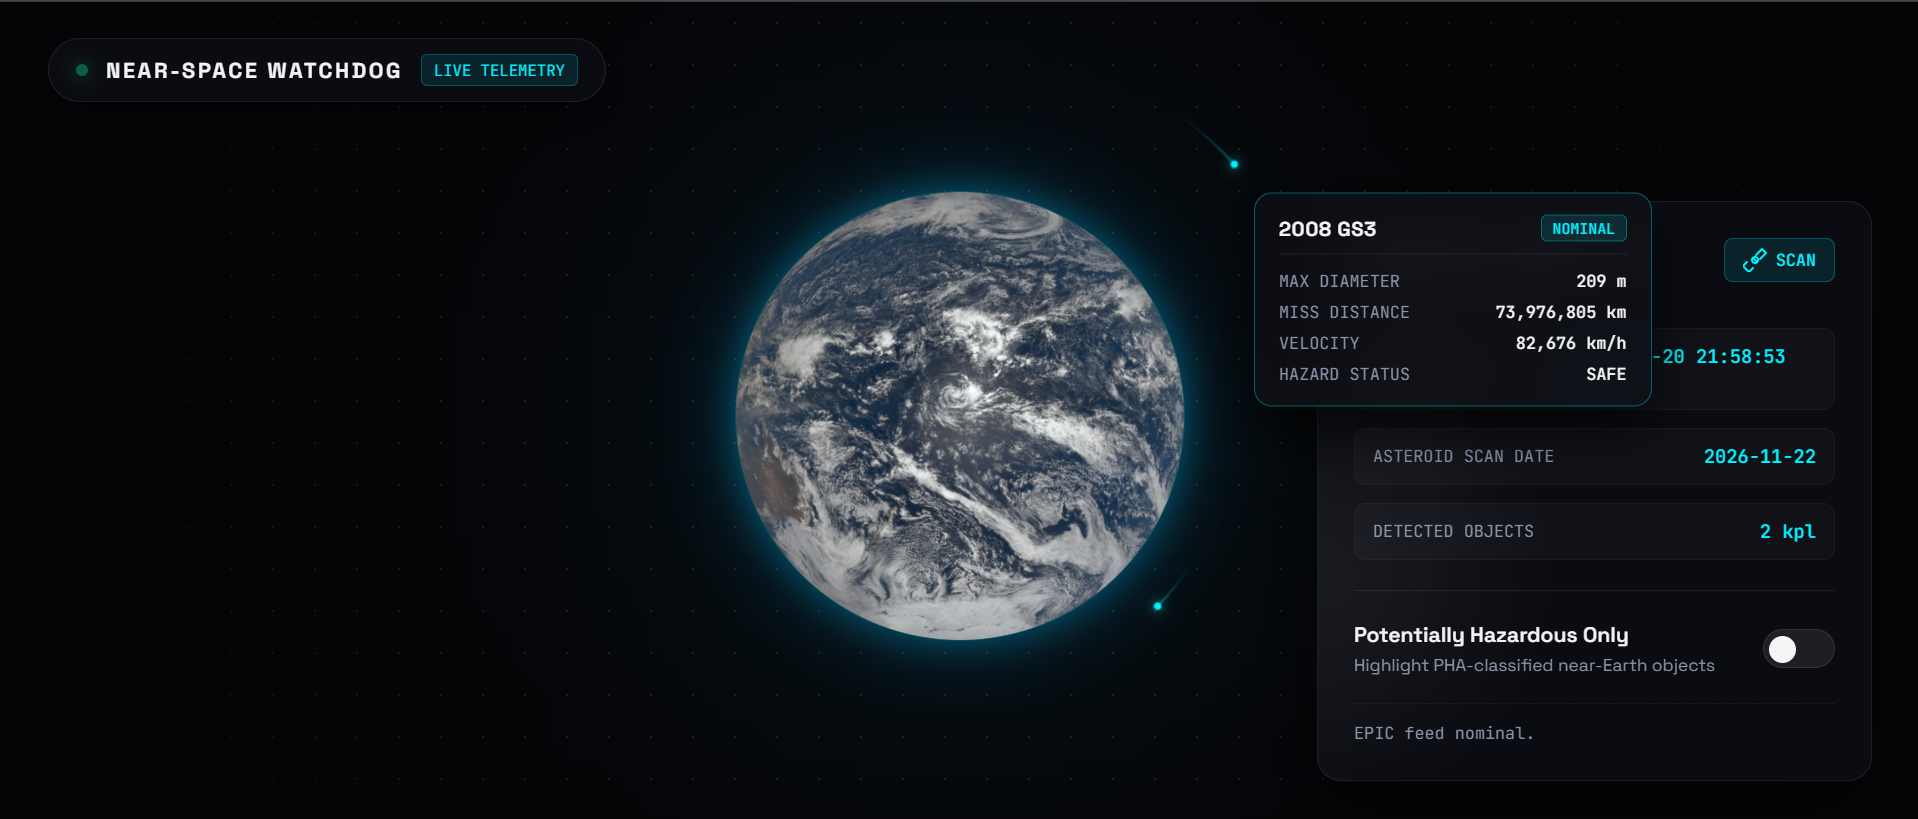 NEAR-SPACE WATCHDOG
LIVE TELEMETRY
2008 GS3
NOMINAL
MAX DIAMETER 209 m
MISS DISTANCE 73,976,805 km
VELOCITY 82,676 km/h
HAZARD STATUS SAFE
SCAN
-20 21:58:53
ASTEROID SCAN DATE 2026-11-22
DETECTED OBJECTS 2 kpl
Potentially Hazardous Only
Highlight PHA-classified near-Earth objects
EPIC feed nominal.